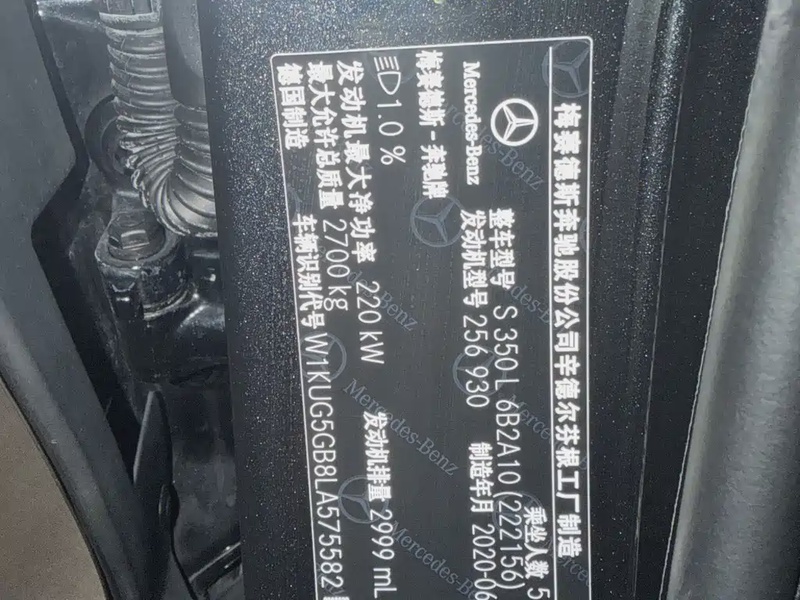 梅赛德斯奔驰股份公司辛德尔芬根工厂制造
Mercedes-Benz
梅赛德斯-奔驰牌
整车型号 S 350 L 6B2A10 (222156)
乘坐人数 5
发动机型号 256 930
制造年月 2020-06
1.0 %
发动机最大净功率 220 kW
发动机排量 2999 mL
最大允许总质量 2700 kg
德国制造
车辆识别代号 W1KUG5GB8LA575582
Mercedes-Benz
Mercedes-Benz
Mercedes-Benz
Mercedes-Benz